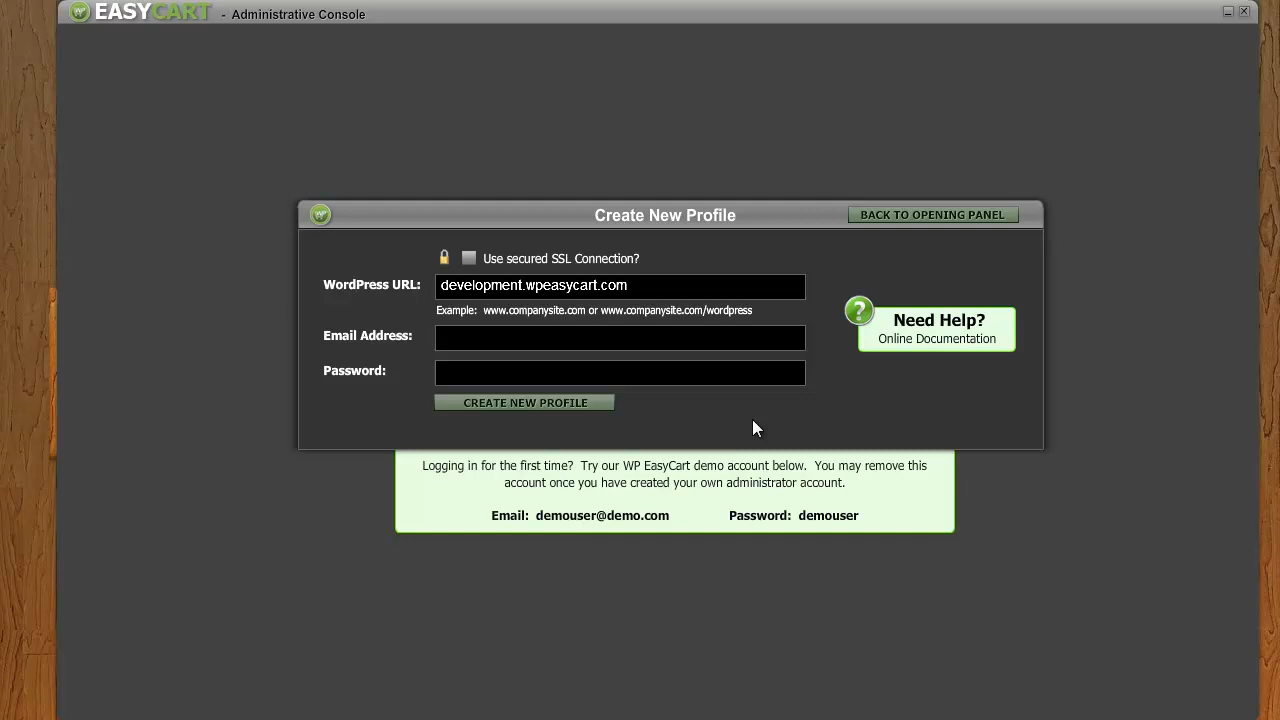 EASYCART - Administrative Console
Create New Profile
BACK TO OPENING PANEL
Use secured SSL Connection?
WordPress URL: development.wpeasycart.com
Example: www.companysite.com or www.companysite.com/wordpress
Need Help?
Online Documentation
Email Address:
Password:
CREATE NEW PROFILE
Logging in for the first time? Try our WP EasyCart demo account below. You may remove this
account once you have created your own administrator account.
Email: demouser@demo.com Password: demouser